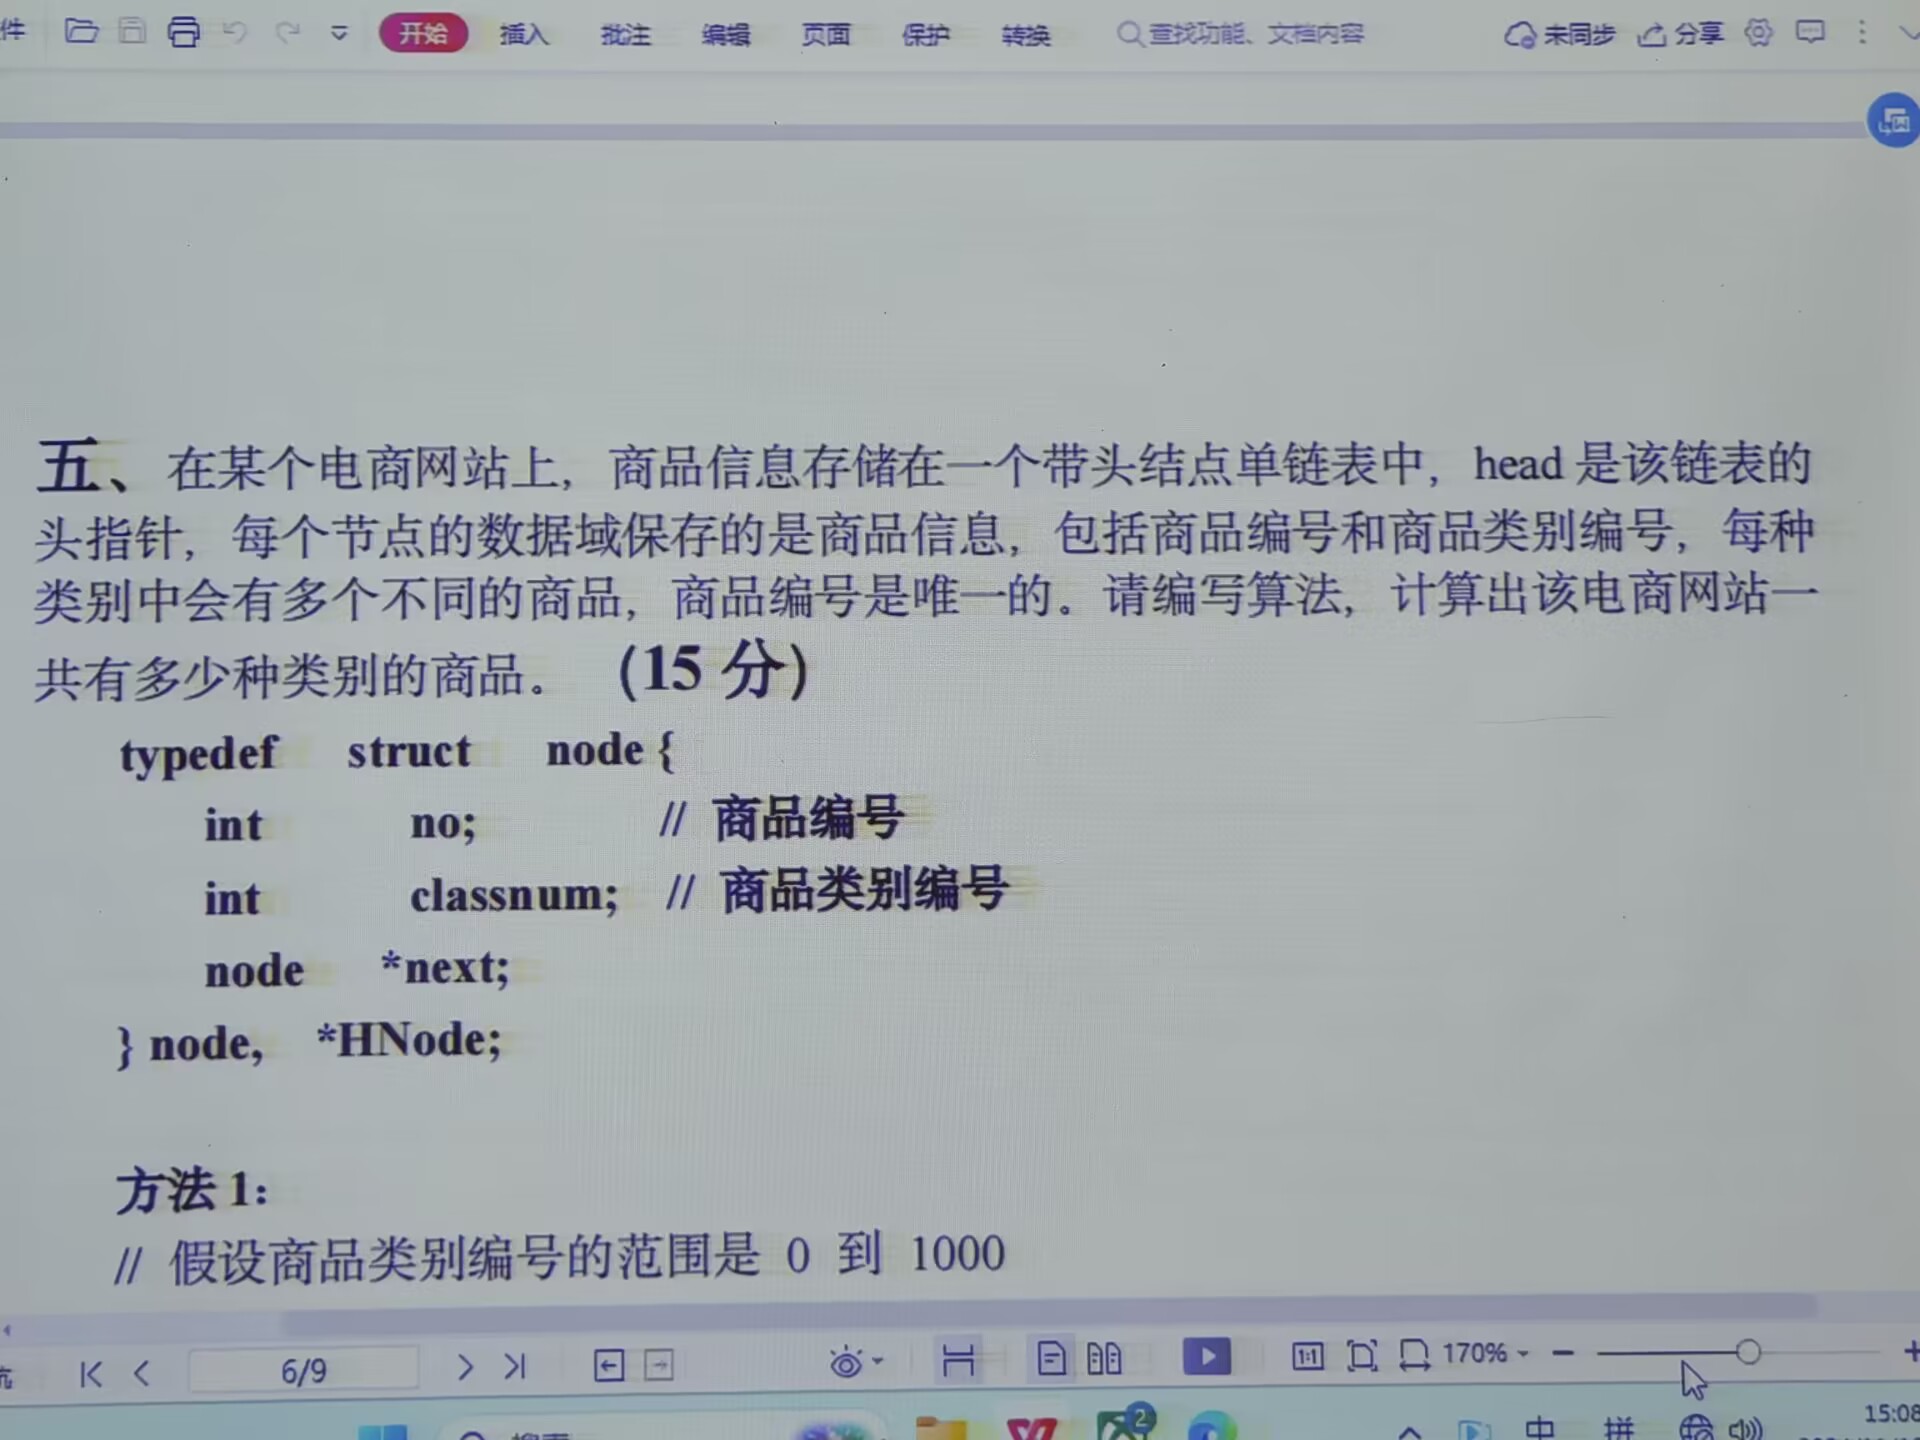 件 开始 插入 批注 编辑 页面 保护 转换 查找功能、文档内容 未同步 分享
五、在某个电商网站上，商品信息存储在一个带头结点单链表中，head 是该链表的
头指针，每个节点的数据域保存的是商品信息，包括商品编号和商品类别编号，每种
类别中会有多个不同的商品，商品编号是唯一的。请编写算法，计算出该电商网站一
共有多少种类别的商品。 (15 分)
typedef struct node {
int no; // 商品编号
int classnum; // 商品类别编号
node *next;
} node, *HNode;
方法 1：
// 假设商品类别编号的范围是 0 到 1000
6/9 1:1 170%
2 中 拼 15:08